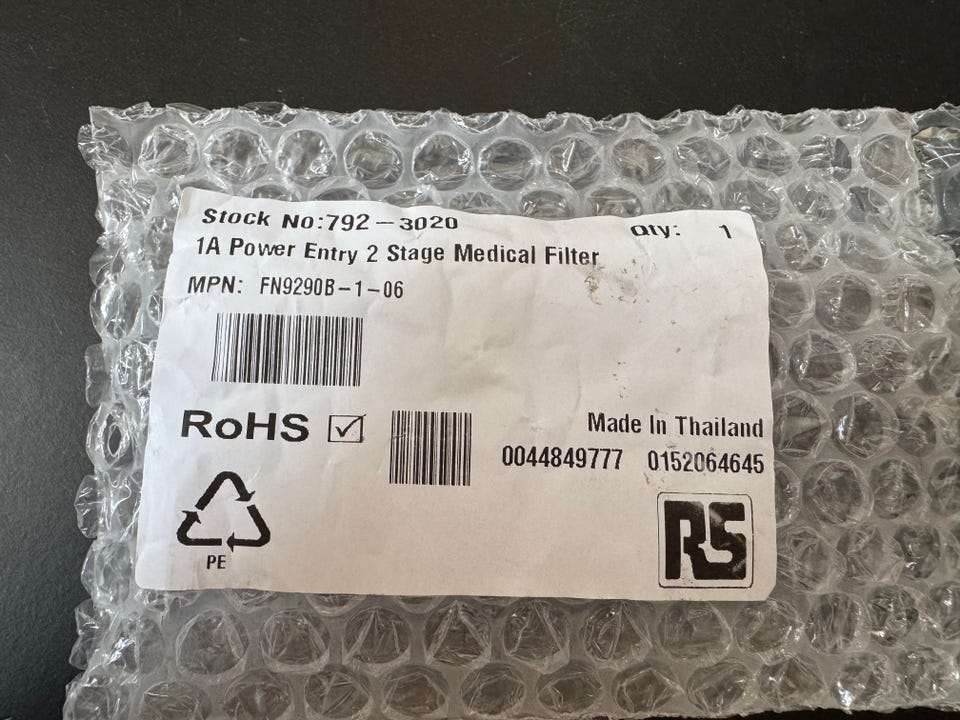 Stock No:792-3020 Qty: 1
1A Power Entry 2 Stage Medical Filter
MPN: FN9290B-1-06
RoHS
Made In Thailand
0044849777 0152064645
PE
RS